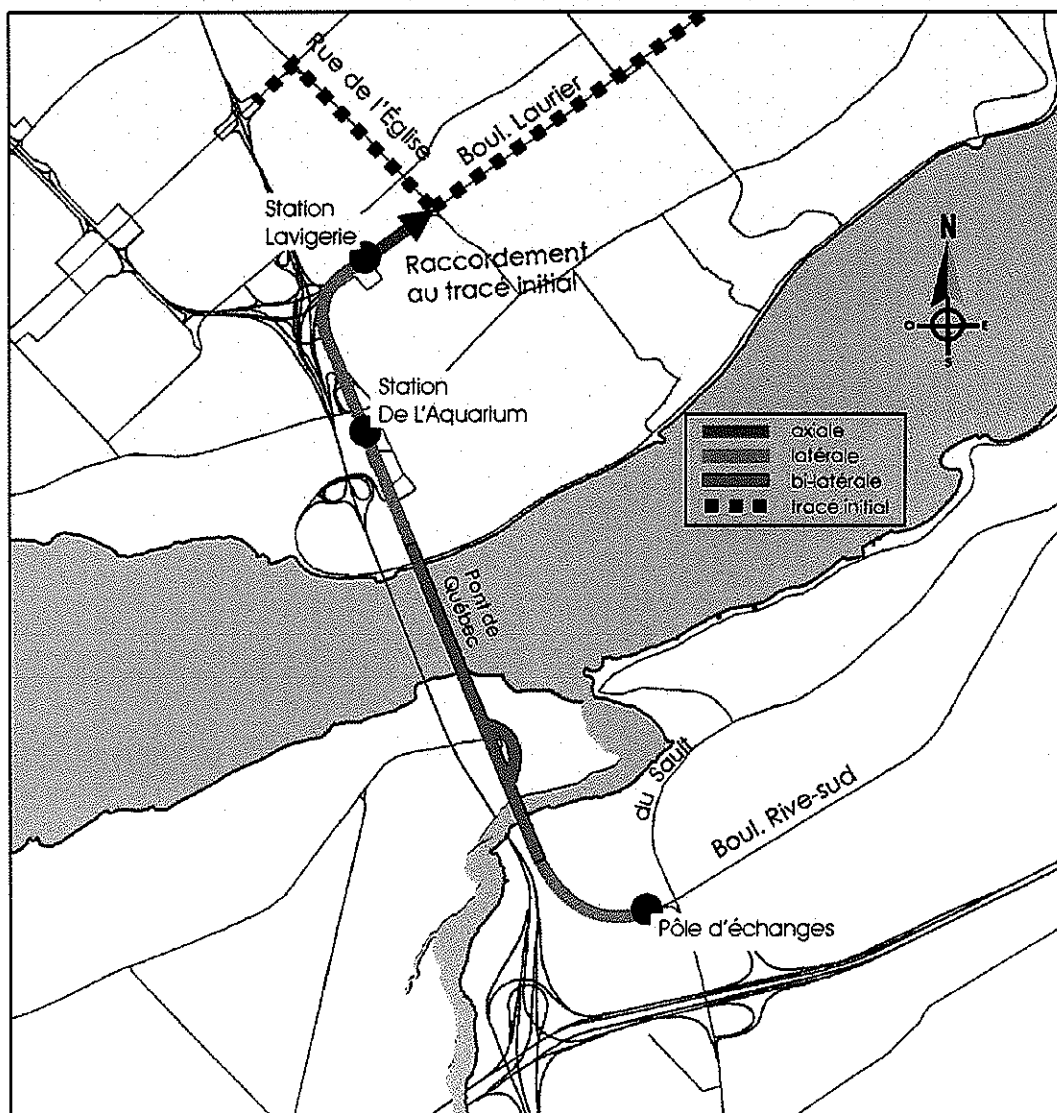 Rue de l'Église
Boul. Laurier
Station
Lavigerie
Raccordement
au tracé initial
N
O
E
S
Station
De L'Aquarium
axiale
latérale
bi-latérale
tracé initial
Pont de
Québec
du Sault
Boul. Rive-sud
Pôle d'échanges